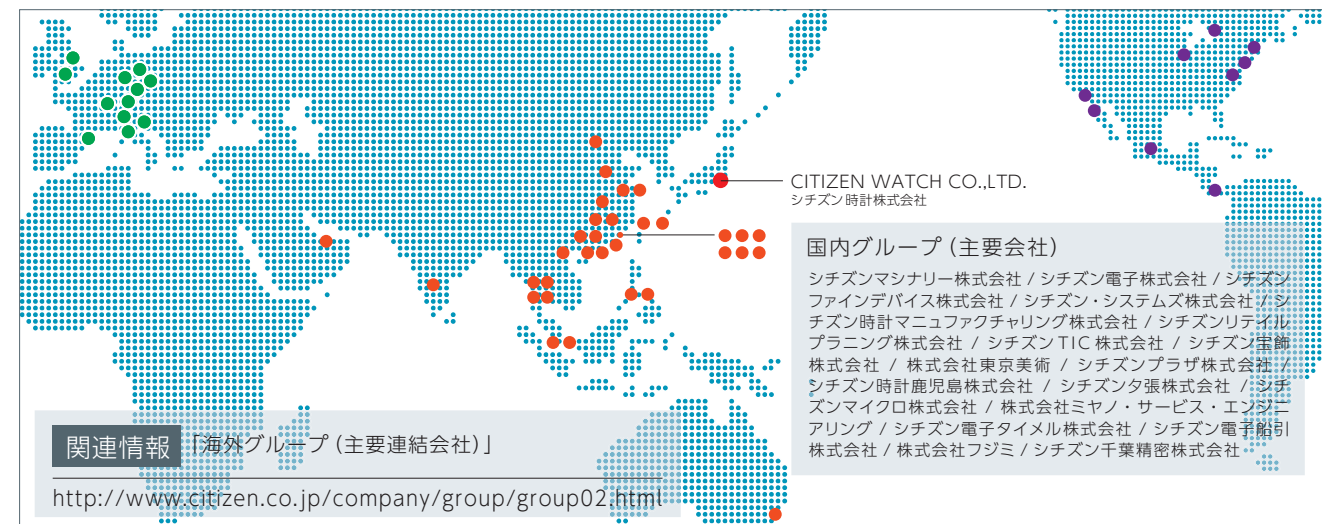 CITIZEN WATCH CO.,LTD.
シチズン時計株式会社
国内グループ（主要会社）
シチズンマシナリー株式会社 / シチズン電子株式会社 / シチズン
ファインデバイス株式会社 / シチズン・システムズ株式会社 / シ
チズン時計マニュファクチャリング株式会社 / シチズンリテイル
プラニング株式会社 / シチズン TIC 株式会社 / シチズン宝飾
株式会社 / 株式会社東京美術 / シチズンプラザ株式会社 /
シチズン時計鹿児島株式会社 / シチズン夕張株式会社 / シチ
ズンマイクロ株式会社 / 株式会社ミヤノ・サービス・エンジニ
アリング / シチズン電子タイメル株式会社 / シチズン電子船引
株式会社 / 株式会社フジミ / シチズン千葉精密株式会社
関連情報 「海外グループ（主要連結会社）」
http://www.citizen.co.jp/company/group/group02.html